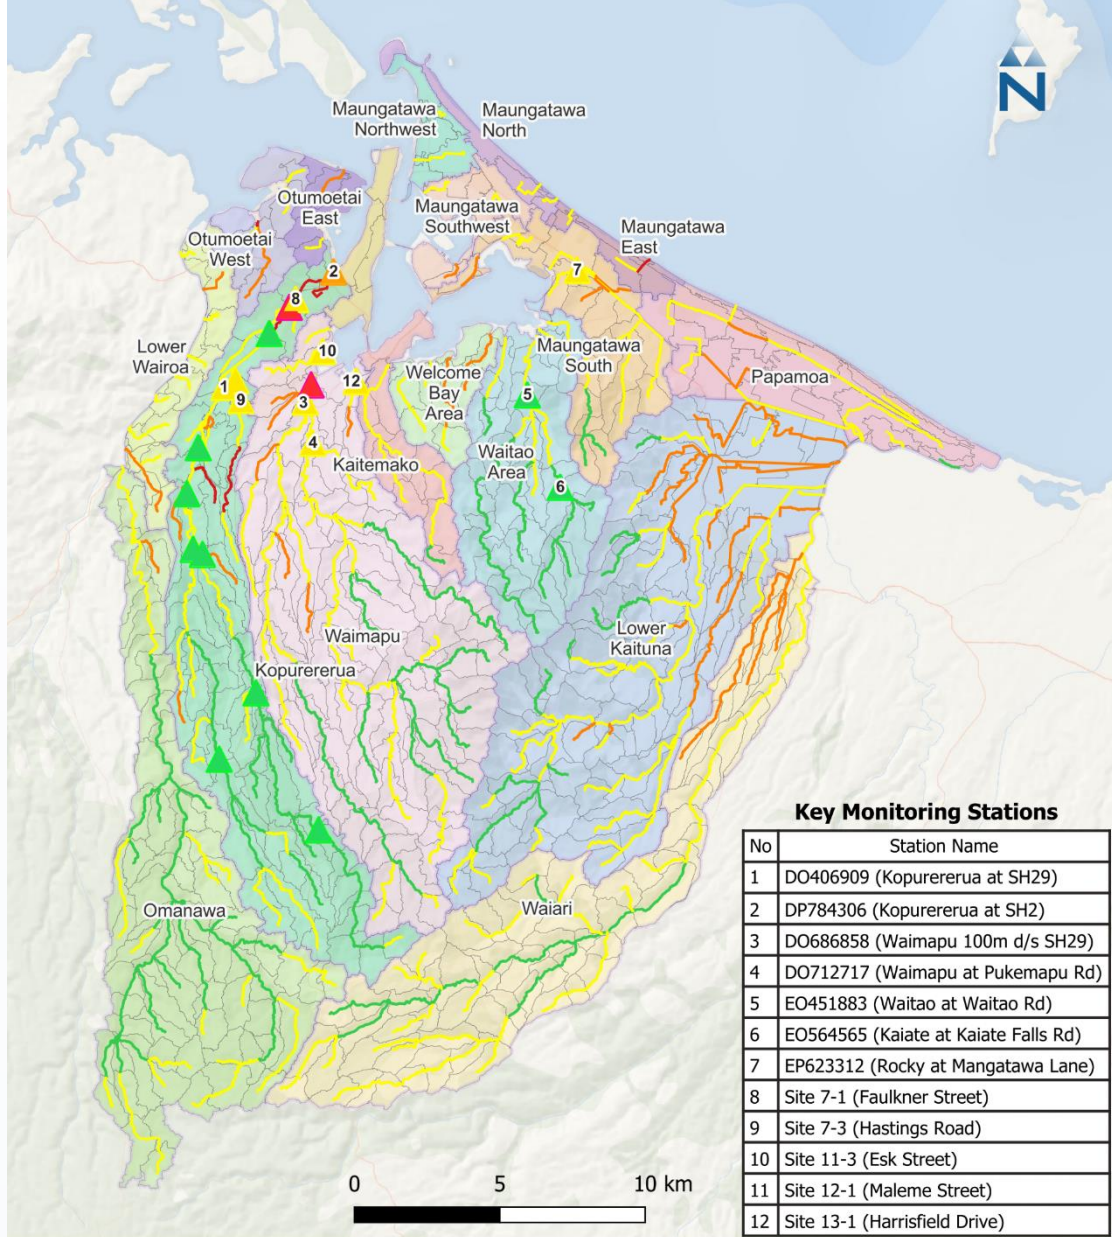 N
Maungatawa
Northwest
Maungatawa
North
Otumoetai
East
Maungatawa
Southwest
Otumoetai
West
Maungatawa
East
2
7
8
Lower
Wairoa
10
Maungatawa
South
Welcome
Bay
Area
Papamoa
1
12
9
3
5
4
Kaitemako
Waitao
Area
6
Waimapu
Lower
Kaituna
Kopurererua
Omanawa
Waiari
0 5 10 km
Key Monitoring Stations
No Station Name
1 DO406909 (Kopurererua at SH29)
2 DP784306 (Kopurererua at SH2)
3 DO686858 (Waimapu 100m d/s SH29)
4 DO712717 (Waimapu at Pukemapu Rd)
5 EO451883 (Waitao at Waitao Rd)
6 EO564565 (Kaiate at Kaiate Falls Rd)
7 EP623312 (Rocky at Mangatawa Lane)
8 Site 7-1 (Faulkner Street)
9 Site 7-3 (Hastings Road)
10 Site 11-3 (Esk Street)
11 Site 12-1 (Maleme Street)
12 Site 13-1 (Harrisfield Drive)